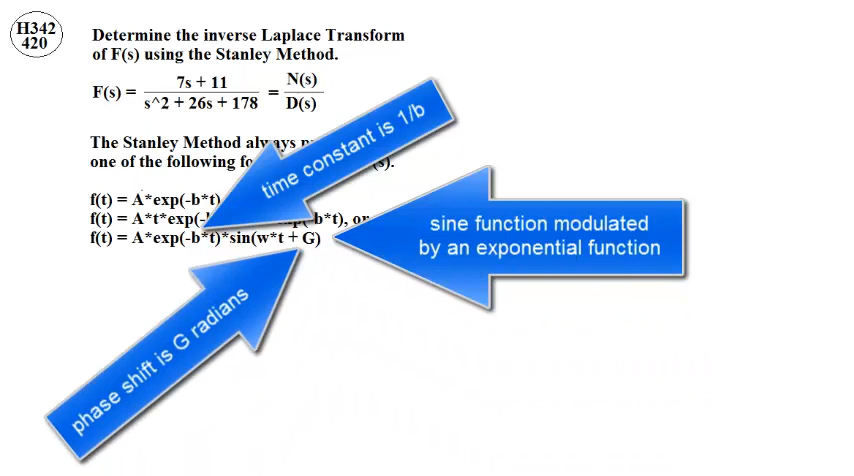 H342
420
Determine the inverse Laplace Transform
of F(s) using the Stanley Method.
F(s) = 7s + 11 / s^2 + 26s + 178 = N(s) / D(s)
The Stanley Method always
one of the following (s).
f(t) = A*exp(-b*t)
f(t) = A*t*exp(-b*t), or
f(t) = A*exp(-b*t)*sin(w*t + G)
time constant is 1/b
sine function modulated
by an exponential function
phase shift is G radians